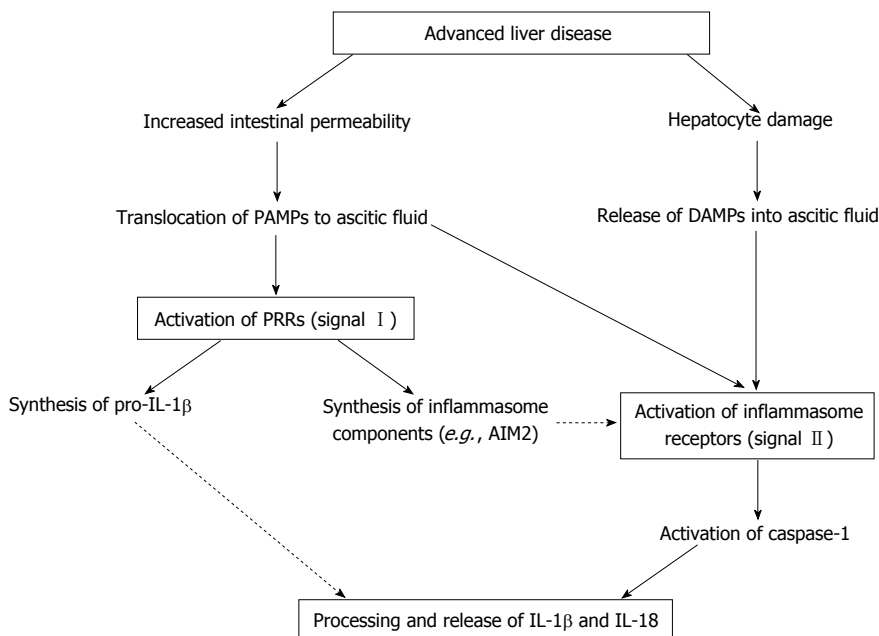 Advanced liver disease
Increased intestinal permeability
Hepatocyte damage
Translocation of PAMPs to ascitic fluid
Release of DAMPs into ascitic fluid
Activation of PRRs (signal Ⅰ)
Synthesis of pro-IL-1β
Synthesis of inflammasome
components (e.g., AIM2)
Activation of inflammasome
receptors (signal Ⅱ)
Activation of caspase-1
Processing and release of IL-1β and IL-18